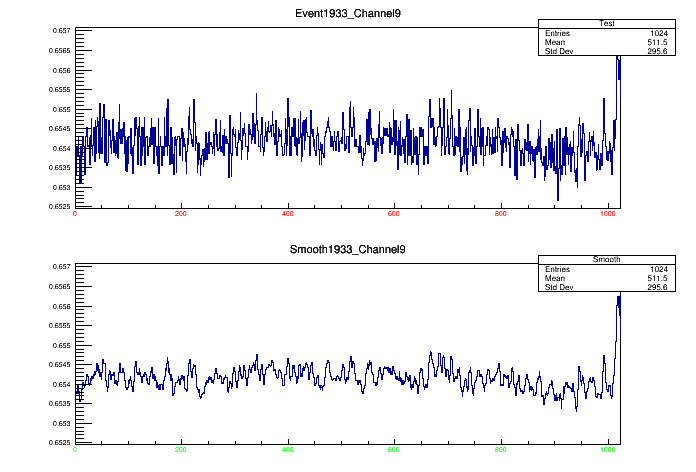 Event1933_Channel9
Test
Entries 1024
Mean 511.5
Std Dev 295.6
0.657
0.6565
0.656
0.6555
0.655
0.6545
0.654
0.6535
0.653
0.6525
0 200 400 600 800 1000
Smooth1933_Channel9
Smooth
Entries 1024
Mean 511.5
Std Dev 295.6
0.657
0.6565
0.656
0.6555
0.655
0.6545
0.654
0.6535
0.653
0.6525
0 200 400 600 800 1000